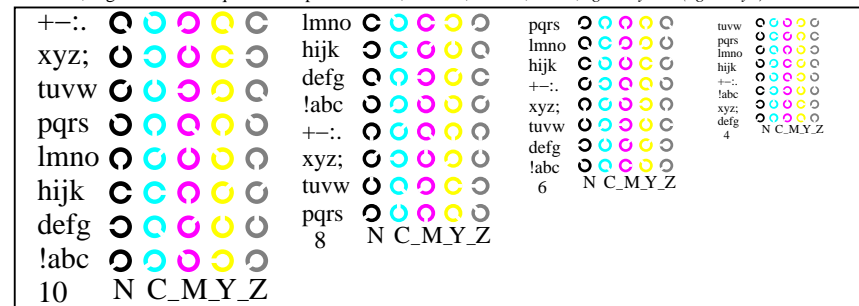 +−:.
xyz;
tuvw
pqrs
lmno
hijk
defg
!abc
10 N C_M_Y_Z
lmno
hijk
defg
!abc
+−:.
xyz;
tuvw
pqrs
8 N C_M_Y_Z
pqrs
lmno
hijk
+−:.
xyz;
tuvw
defg
!abc
6 N C_M_Y_Z
tuvw
pqrs
lmno
hijk
+−:.
!abc
xyz;
defg
4 N C_M_Y_Z